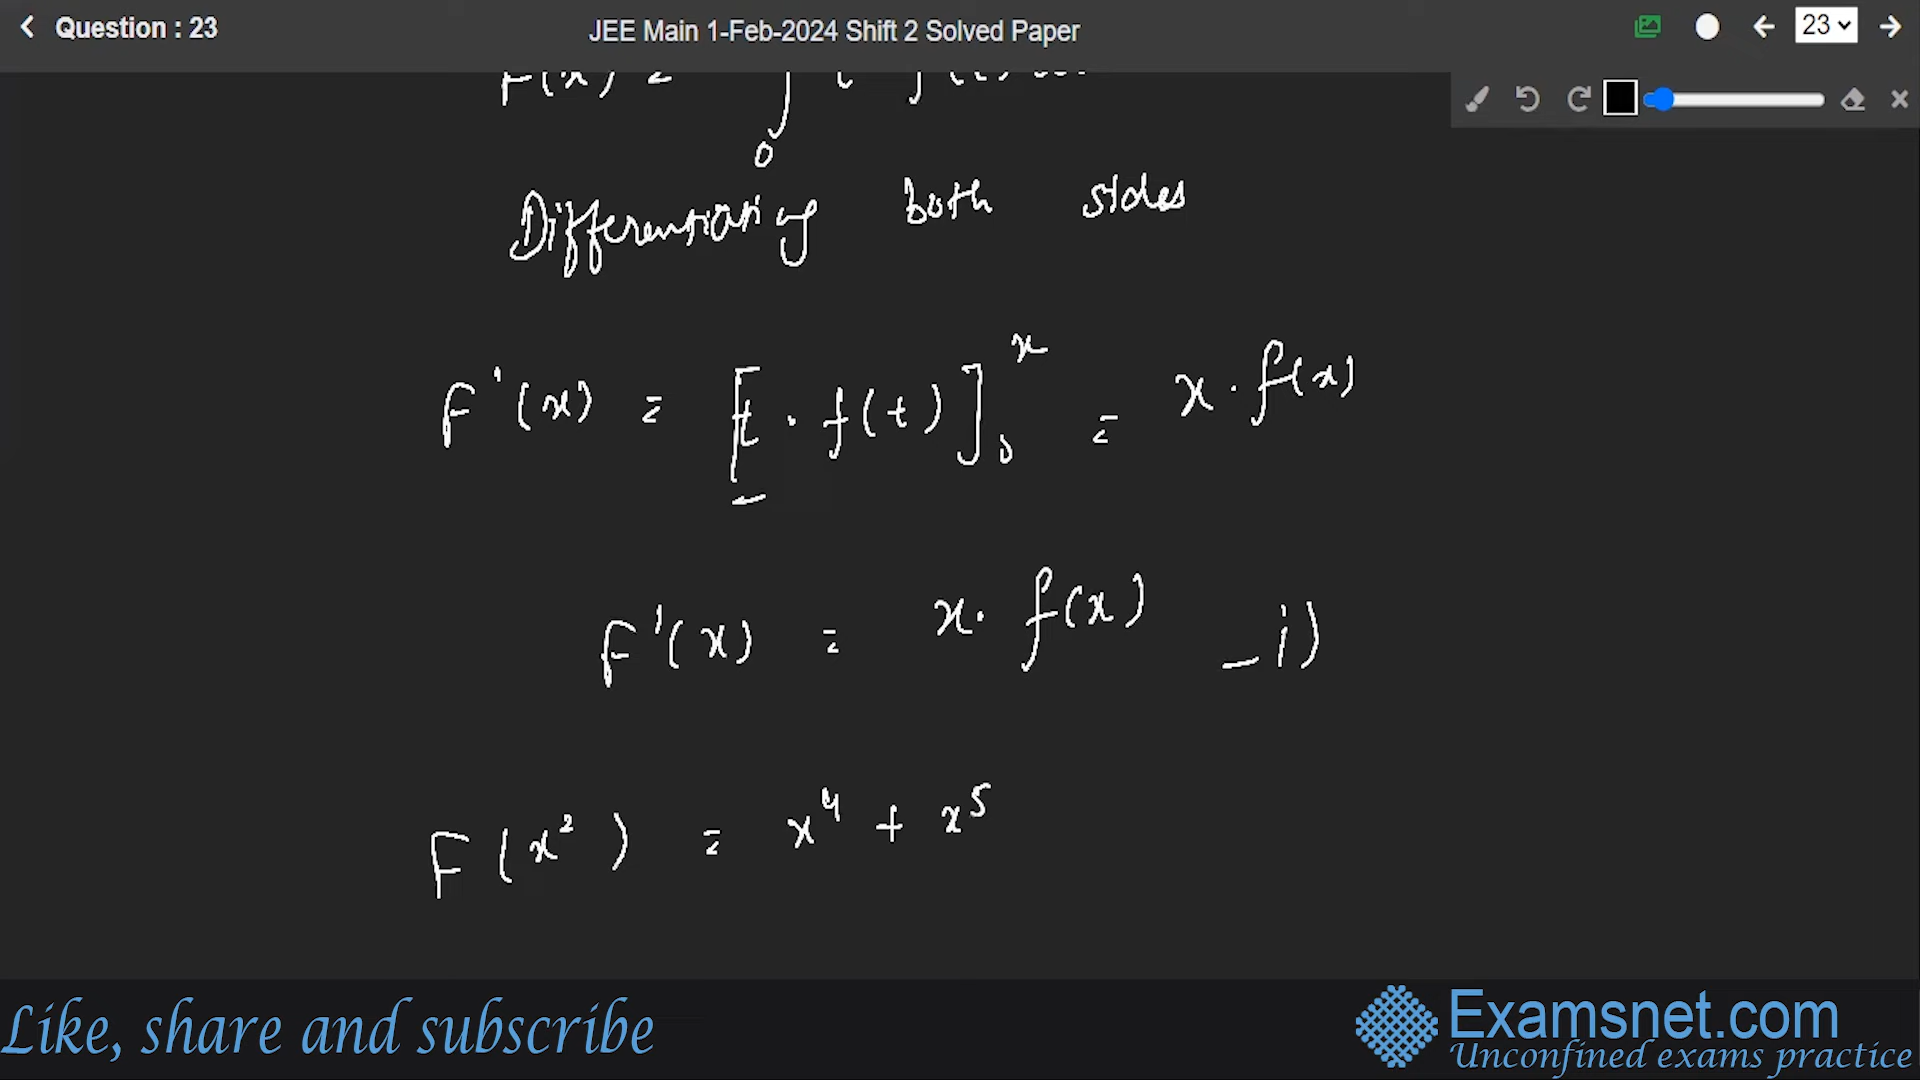 Question : 23
JEE Main 1-Feb-2024 Shift 2 Solved Paper
23
0
Differentiating both sides
F'(x) = [t · f(t)]₀ˣ = x · f(x)
F'(x) = x · f(x) — i)
F(x²) = x⁴ + x⁵
Like, share and subscribe
Examsnet.com
Unconfined exams practice